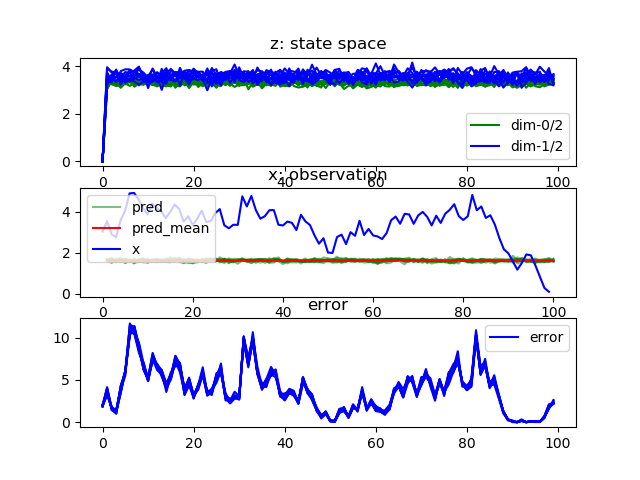 z: state space
4
2
0
dim-0/2
dim-1/2
0 20 40 60 80 100
x: observation
4
2
0
pred
pred_mean
x
0 20 40 60 80 100
error
10
5
0
error
0 20 40 60 80 100